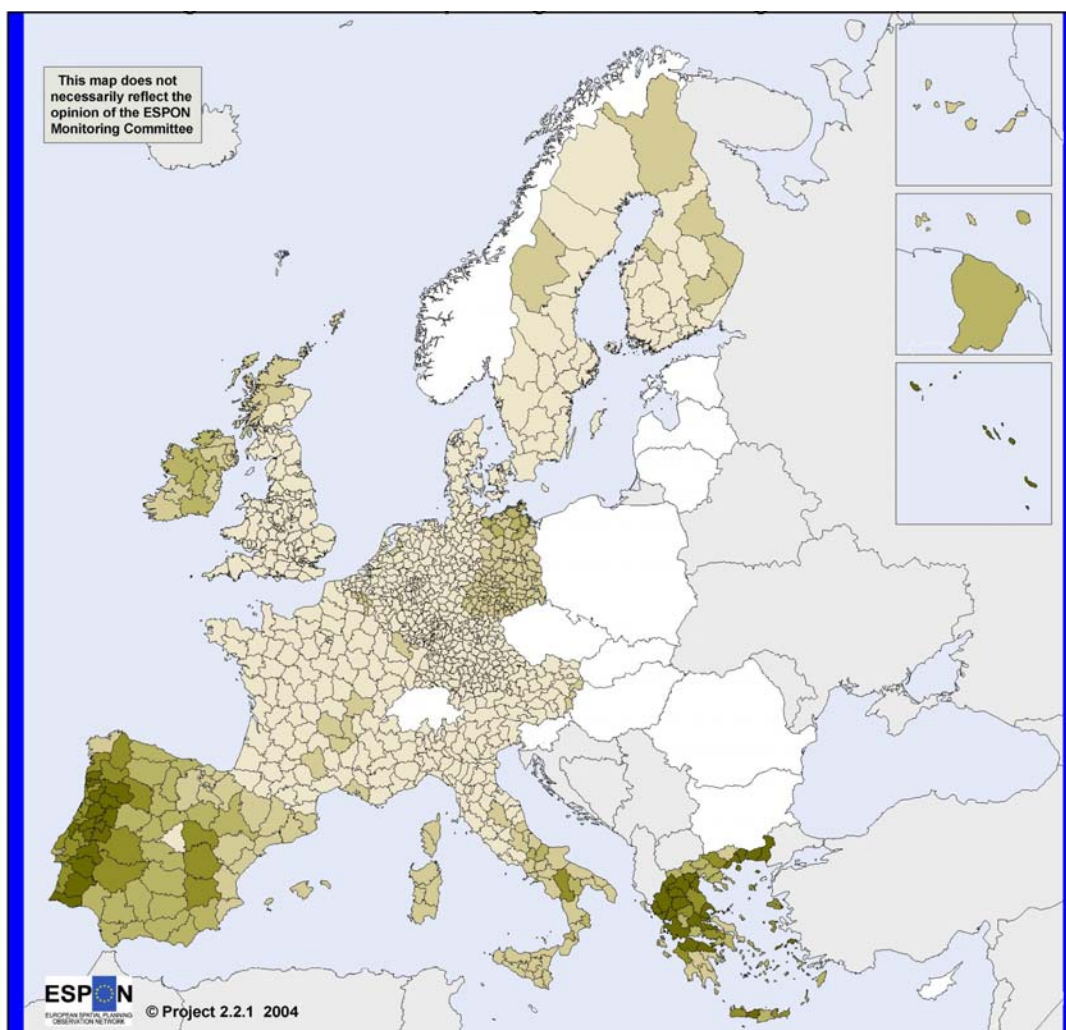 This map does not
necessarily reflect the
opinion of the ESPON
Monitoring Committee
ESPON
EUROPEAN SPATIAL PLANNING
OBSERVATION NETWORK
© Project 2.2.1 2004